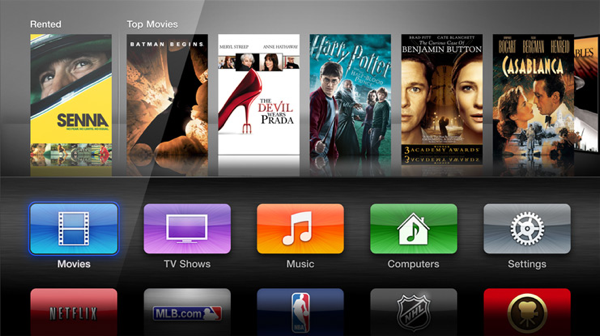 Rented
Top Movies
SENNA
BATMAN BEGINS
MERYL STREEP
ANNE HATHAWAY
THE
DEVIL
WEARS
PRADA
Harry Potter
BRAD PITT CATE BLANCHETT
The Curious Case Of
BENJAMIN BUTTON
3 ACADEMY AWARDS
BOGART BERGMAN HENREID
CASABLANCA
Movies
TV Shows
Music
Computers
Settings
NETFLIX
MLB.com
NBA
NHL